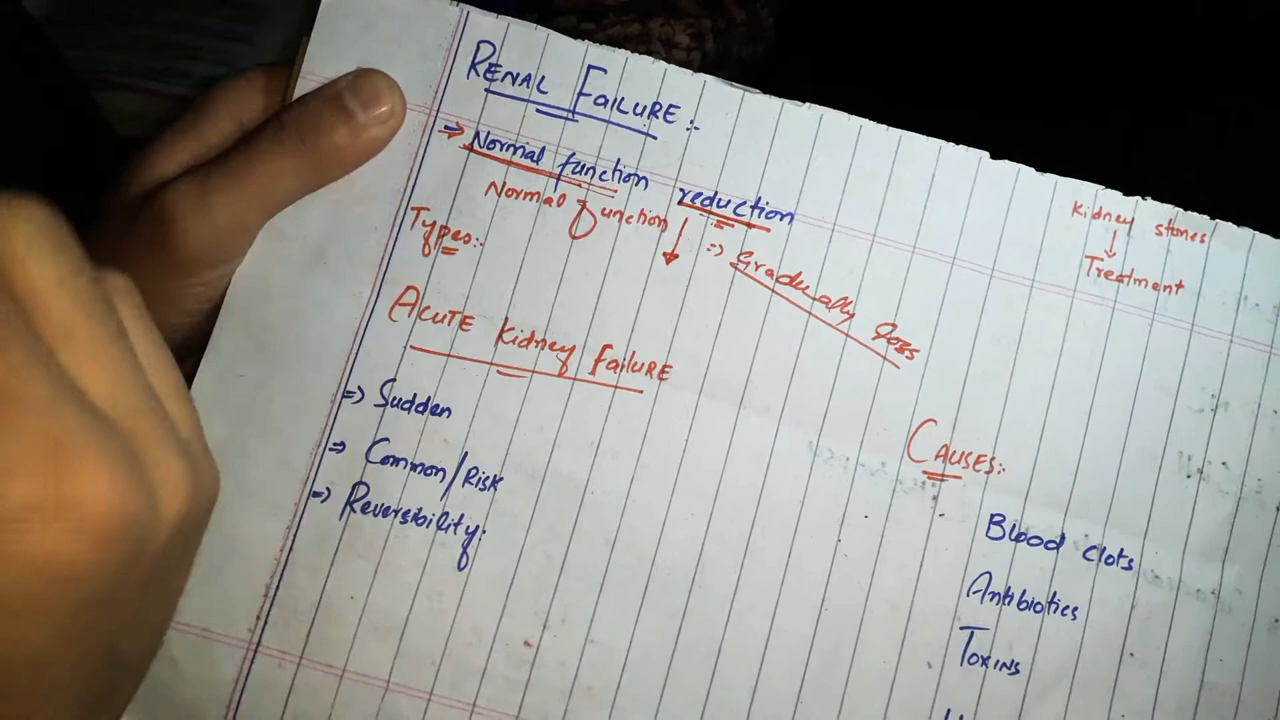 RENAL FAILURE:-
⇒ Normal function reduction
Normal function ↓ ⇒ Gradually loss
Kidney stones
↓
Treatment
Types:-
ACUTE Kidney FAILURE
⇒ Sudden
⇒ Common/Risk
⇒ Reversibility:
CAUSES:-
Blood clots
Antibiotics
Toxins